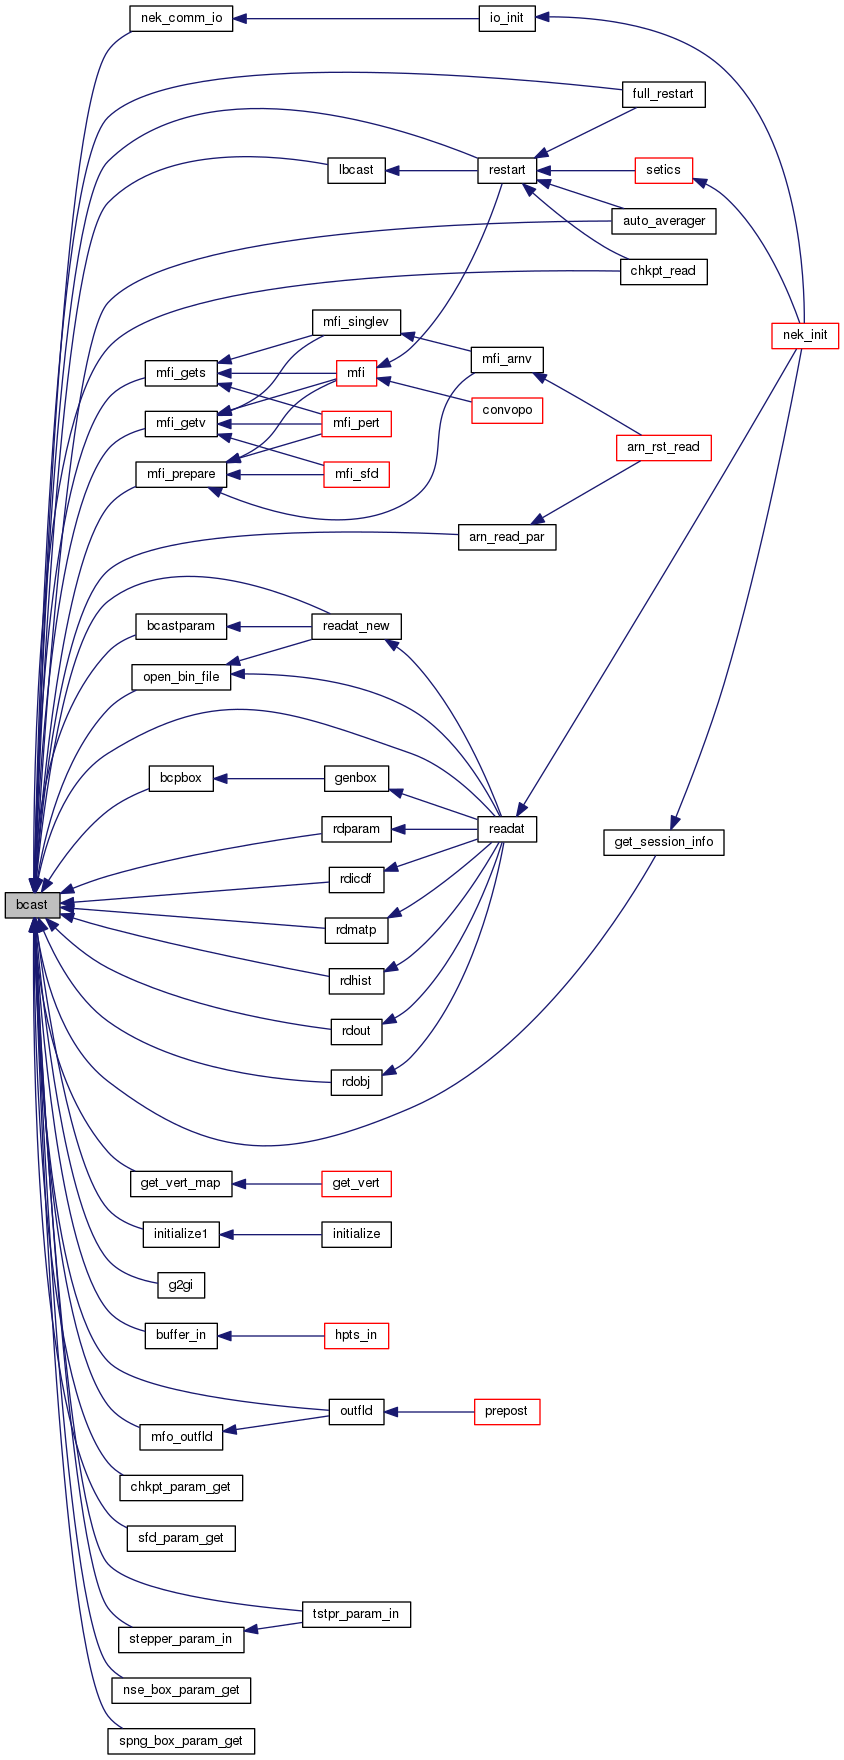 nek_comm_io
io_init
full_restart
lbcast
restart
setics
auto_averager
chkpt_read
mfi_singlev
nek_init
mfi_gets
mfi
mfi_arnv
mfi_getv
mfi_pert
convopo
mfi_prepare
mfi_sfd
arn_rst_read
arn_read_par
bcastparam
readat_new
open_bin_file
bcpbox
genbox
rdparam
readat
get_session_info
rdicdf
bcast
rdmatp
rdhist
rdout
rdobj
get_vert_map
get_vert
initialize1
initialize
g2gi
buffer_in
hpts_in
outfld
prepost
mfo_outfld
chkpt_param_get
sfd_param_get
tstpr_param_in
stepper_param_in
nse_box_param_get
spng_box_param_get